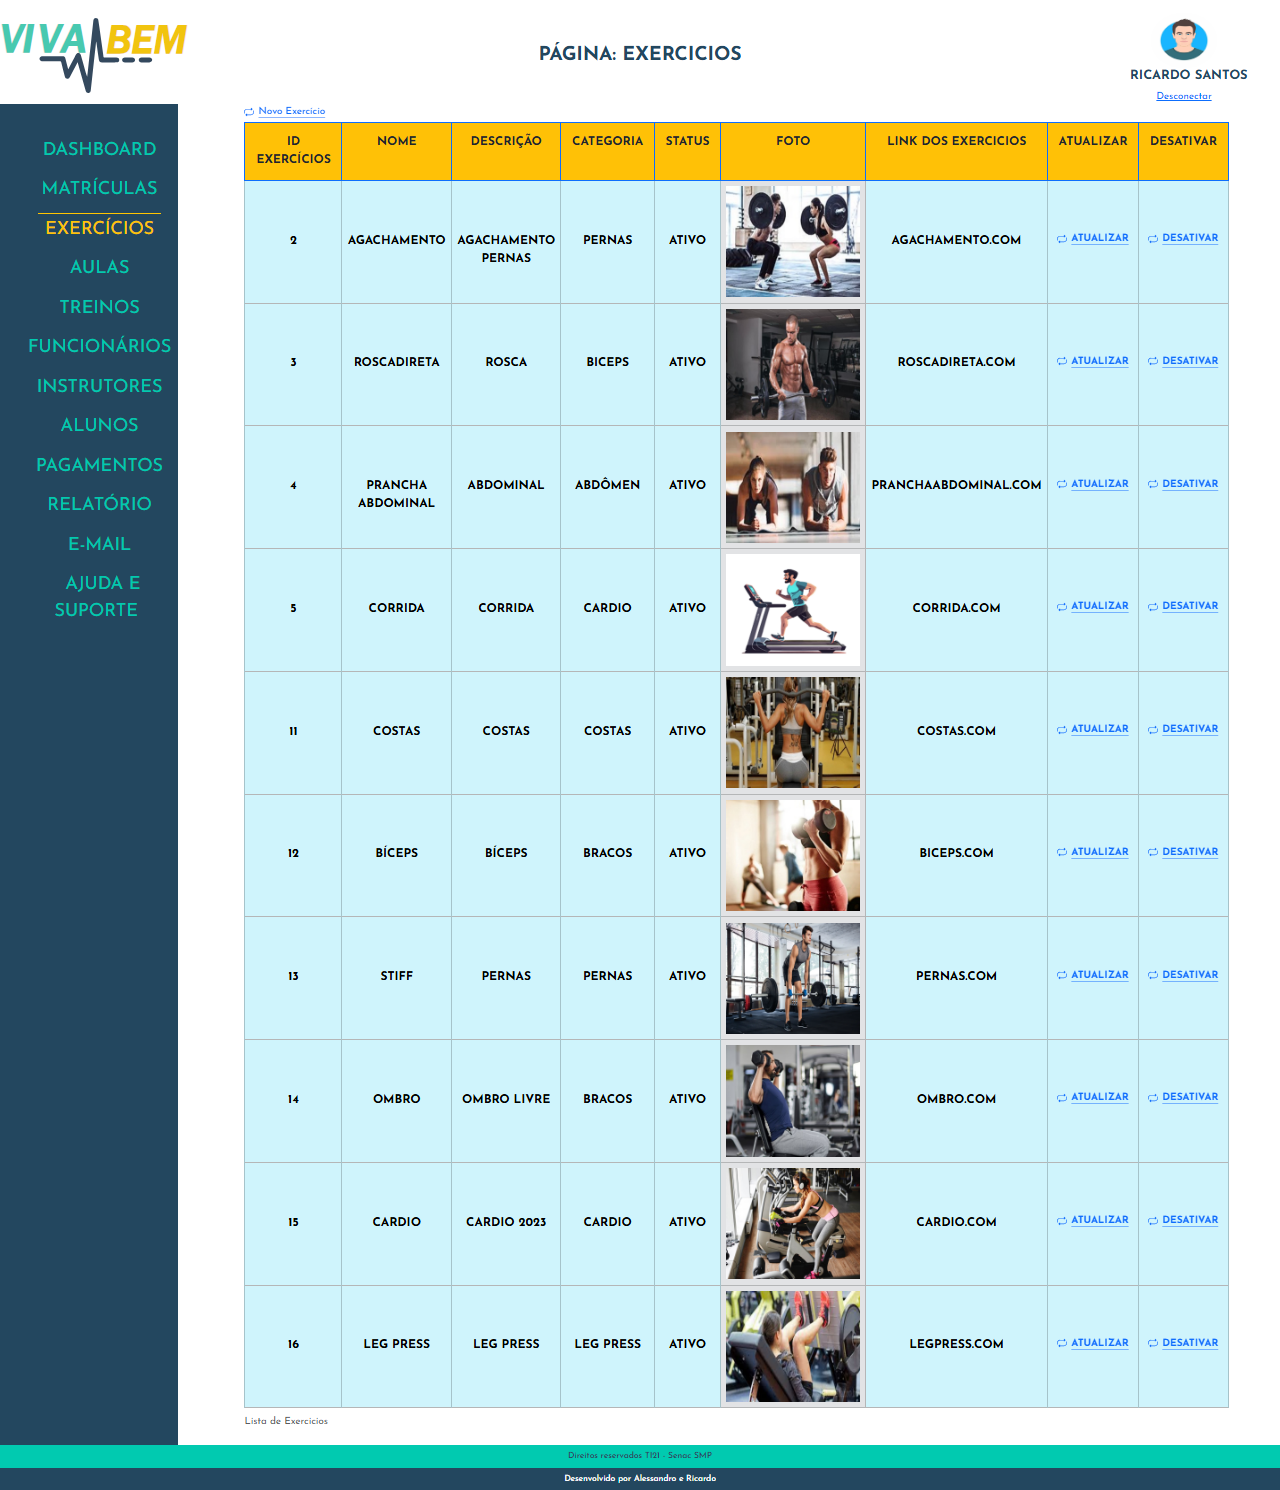 VIVA BEM
PÁGINA: EXERCICIOS
RICARDO SANTOS
Desconectar
DASHBOARD
MATRÍCULAS
EXERCÍCIOS
AULAS
TREINOS
FUNCIONÁRIOS
INSTRUTORES
ALUNOS
PAGAMENTOS
RELATÓRIO
E-MAIL
AJUDA E
SUPORTE
Novo Exercicio
ID EXERCÍCIOS NOME DESCRIÇÃO CATEGORIA STATUS FOTO LINK DOS EXERCICIOS ATUALIZAR DESATIVAR
2 AGACHAMENTO AGACHAMENTO PERNAS PERNAS ATIVO AGACHAMENTO.COM ATUALIZAR DESATIVAR
3 ROSCADIRETA ROSCA BICEPS ATIVO ROSCADIRETA.COM ATUALIZAR DESATIVAR
4 PRANCHA ABDOMINAL ABDOMINAL ABDÔMEN ATIVO PRANCHAABDOMINAL.COM ATUALIZAR DESATIVAR
5 CORRIDA CORRIDA CARDIO ATIVO CORRIDA.COM ATUALIZAR DESATIVAR
11 COSTAS COSTAS COSTAS ATIVO COSTAS.COM ATUALIZAR DESATIVAR
12 BÍCEPS BÍCEPS BRACOS ATIVO BICEPS.COM ATUALIZAR DESATIVAR
13 STIFF PERNAS PERNAS ATIVO PERNAS.COM ATUALIZAR DESATIVAR
14 OMBRO OMBRO LIVRE BRACOS ATIVO OMBRO.COM ATUALIZAR DESATIVAR
15 CARDIO CARDIO 2023 CARDIO ATIVO CARDIO.COM ATUALIZAR DESATIVAR
16 LEG PRESS LEG PRESS LEG PRESS ATIVO LEGPRESS.COM ATUALIZAR DESATIVAR
Lista de Exercicios
Direitos reservados TI21 - Senac SMP
Desenvolvido por Alessandro e Ricardo